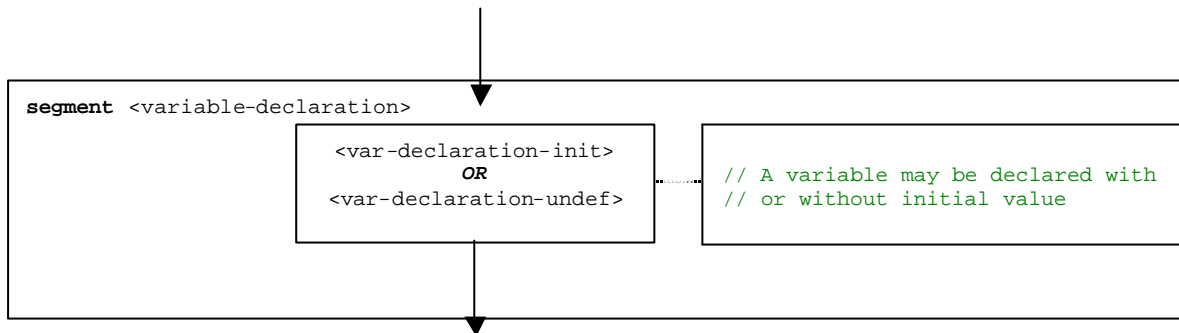 segment <variable-declaration>
<var-declaration-init>
OR
<var-declaration-undef>
// A variable may be declared with
// or without initial value